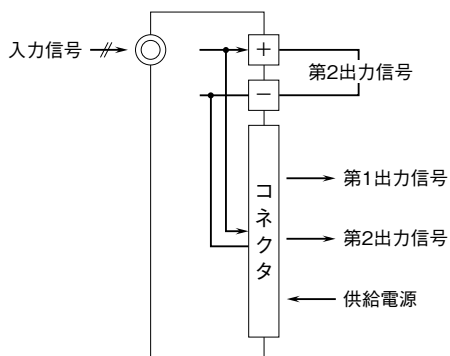 入力信号
+
第2出力信号
−
コネクタ
第1出力信号
第2出力信号
供給電源